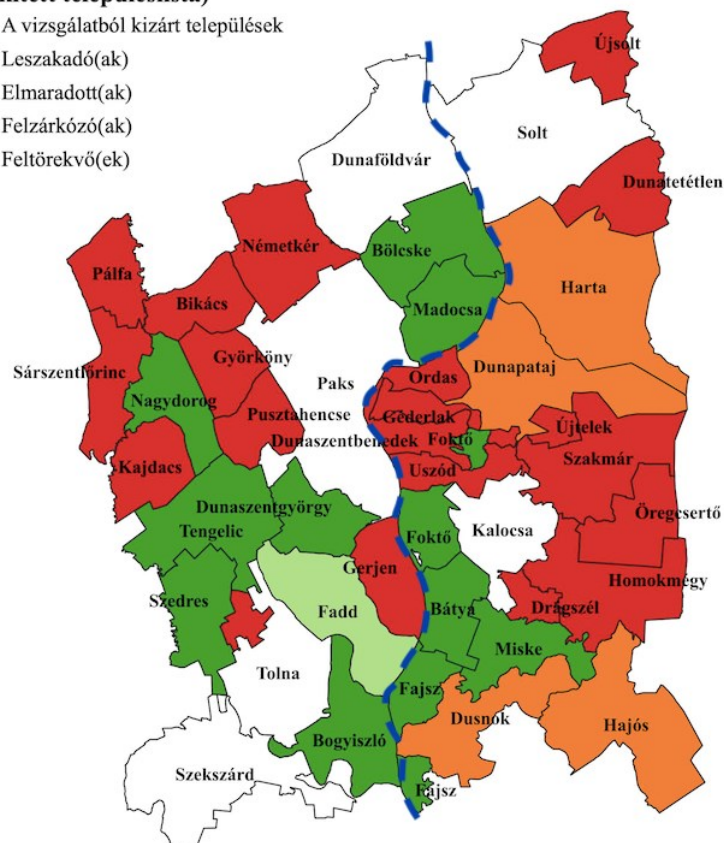 A vizsgálatból kizárt települések
Leszakadó(ak)
Elmaradott(ak)
Felzárkózó(ak)
Feltörekvő(ek)
Újsolt
Solt
Dunaföldvár
Dunatetétlen
Németkér
Bölcske
Pálfa
Harta
Bikács
Madocsa
Györköny
Dunapataj
Sárszentlőrinc
Ordas
Paks
Nagydorog
Pusztahencse
Géderlak
Újtelek
Dunaszentbenedek
Foktő
Szakmár
Kajdacs
Uszód
Dunaszentgyörgy
Öregcsertő
Tengelic
Foktő
Kalocsa
Gerjen
Homokmégy
Szedres
Fadd
Bátya
Drágszél
Miske
Tolna
Fajsz
Dusnok
Hajós
Bogyiszló
Szekszárd
Fajsz